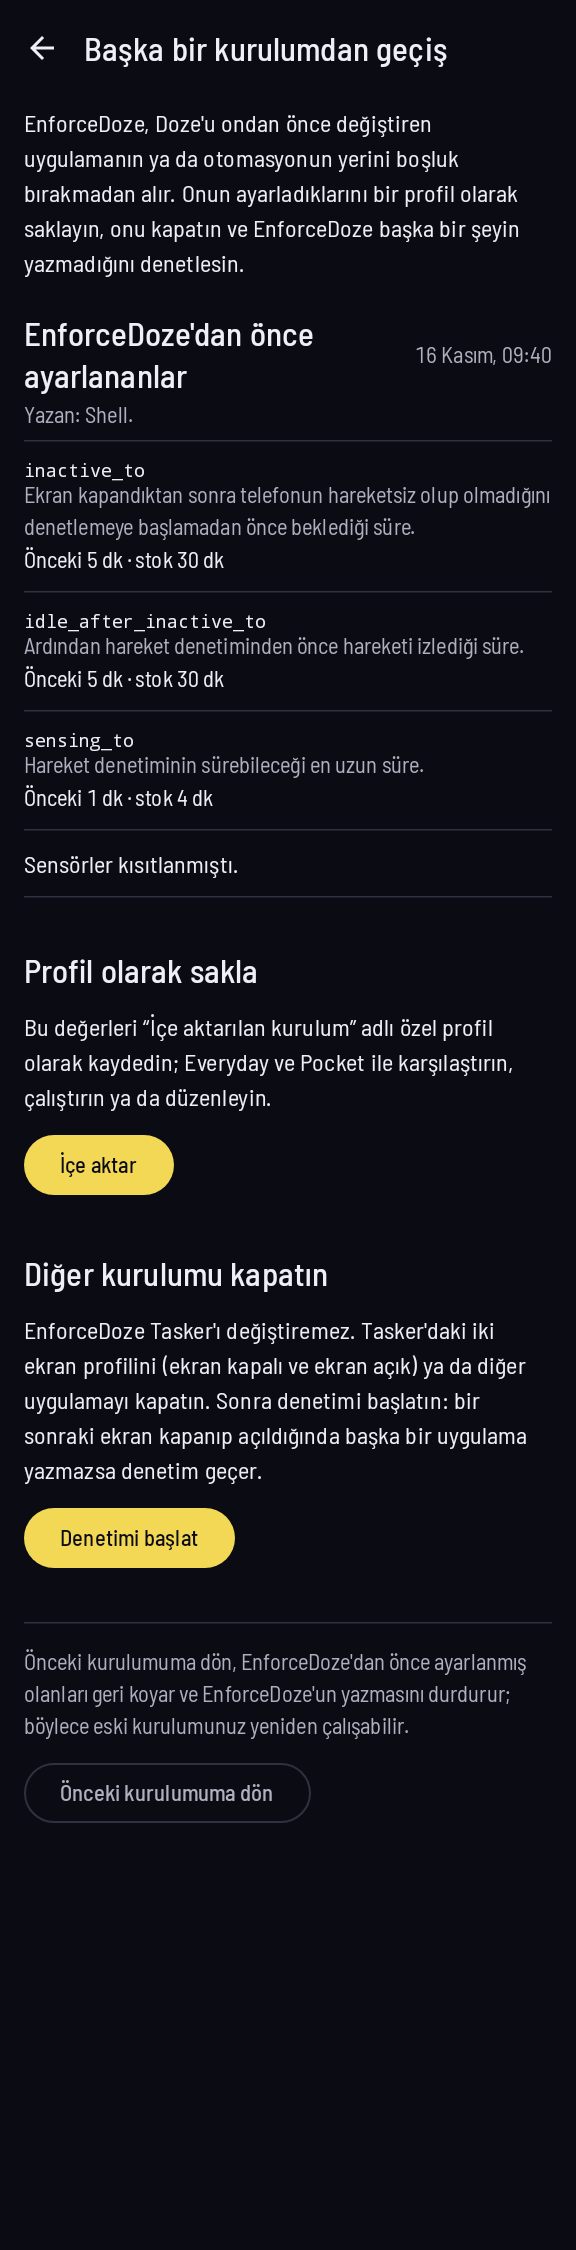 Başka bir kurulumdan geçiş
EnforceDoze, Doze'u ondan önce değiştiren
uygulamanın ya da otomasyonun yerini boşluk
bırakmadan alır. Onun ayarladıklarını bir profil olarak
saklayın, onu kapatın ve EnforceDoze başka bir şeyin
yazmadığını denetlesin.
EnforceDoze'dan önce
ayarlananlar
16 Kasım, 09:40
Yazan: Shell.
inactive_to
Ekran kapandıktan sonra telefonun hareketsiz olup olmadığını
denetlemeye başlamadan önce beklediği süre.
Önceki 5 dk · stok 30 dk
idle_after_inactive_to
Ardından hareket denetiminden önce hareketi izlediği süre.
Önceki 5 dk · stok 30 dk
sensing_to
Hareket denetiminin sürebileceği en uzun süre.
Önceki 1 dk · stok 4 dk
Sensörler kısıtlanmıştı.
Profil olarak sakla
Bu değerleri “İçe aktarılan kurulum” adlı özel profil
olarak kaydedin; Everyday ve Pocket ile karşılaştırın,
çalıştırın ya da düzenleyin.
İçe aktar
Diğer kurulumu kapatın
EnforceDoze Tasker'ı değiştiremez. Tasker'daki iki
ekran profilini (ekran kapalı ve ekran açık) ya da diğer
uygulamayı kapatın. Sonra denetimi başlatın: bir
sonraki ekran kapanıp açıldığında başka bir uygulama
yazmazsa denetim geçer.
Denetimi başlat
Önceki kurulumuma dön, EnforceDoze'dan önce ayarlanmış
olanları geri koyar ve EnforceDoze'un yazmasını durdurur;
böylece eski kurulumunuz yeniden çalışabilir.
Önceki kurulumuma dön